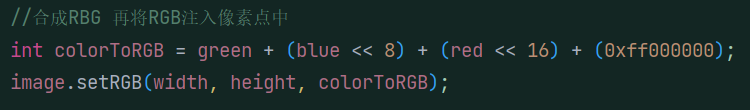 //合成RBG 再将RGB注入像素点中
int colorToRGB = green + (blue << 8) + (red << 16) + (0xff000000);
image.setRGB(width, height, colorToRGB);